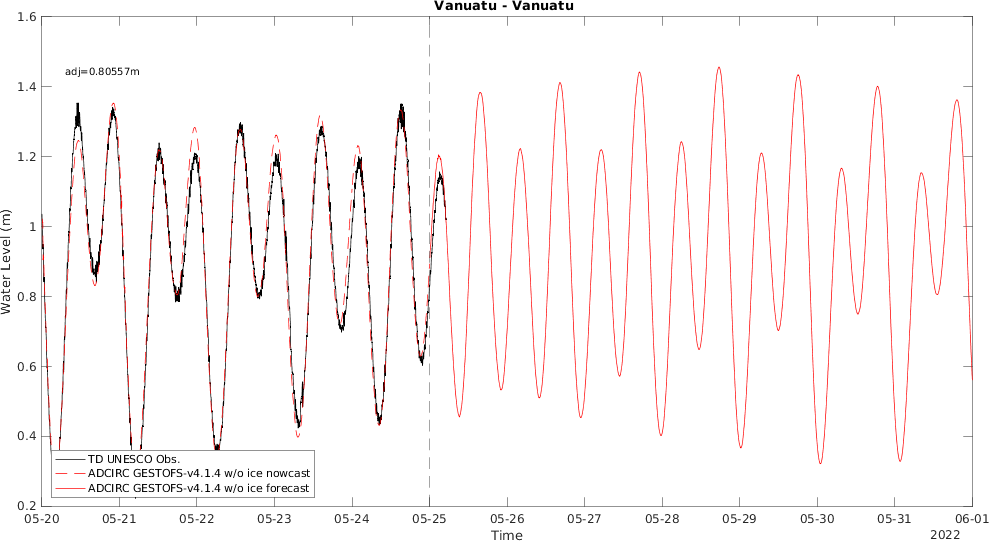 Vanuatu - Vanuatu
adj=0.80557m
Water Level (m)
1.6
1.4
1.2
1
0.8
0.6
0.4
0.2
TD UNESCO Obs.
ADCIRC GESTOFS-v4.1.4 w/o ice nowcast
ADCIRC GESTOFS-v4.1.4 w/o ice forecast
05-20 05-21 05-22 05-23 05-24 05-25 05-26 05-27 05-28 05-29 05-30 05-31 06-01
Time
2022